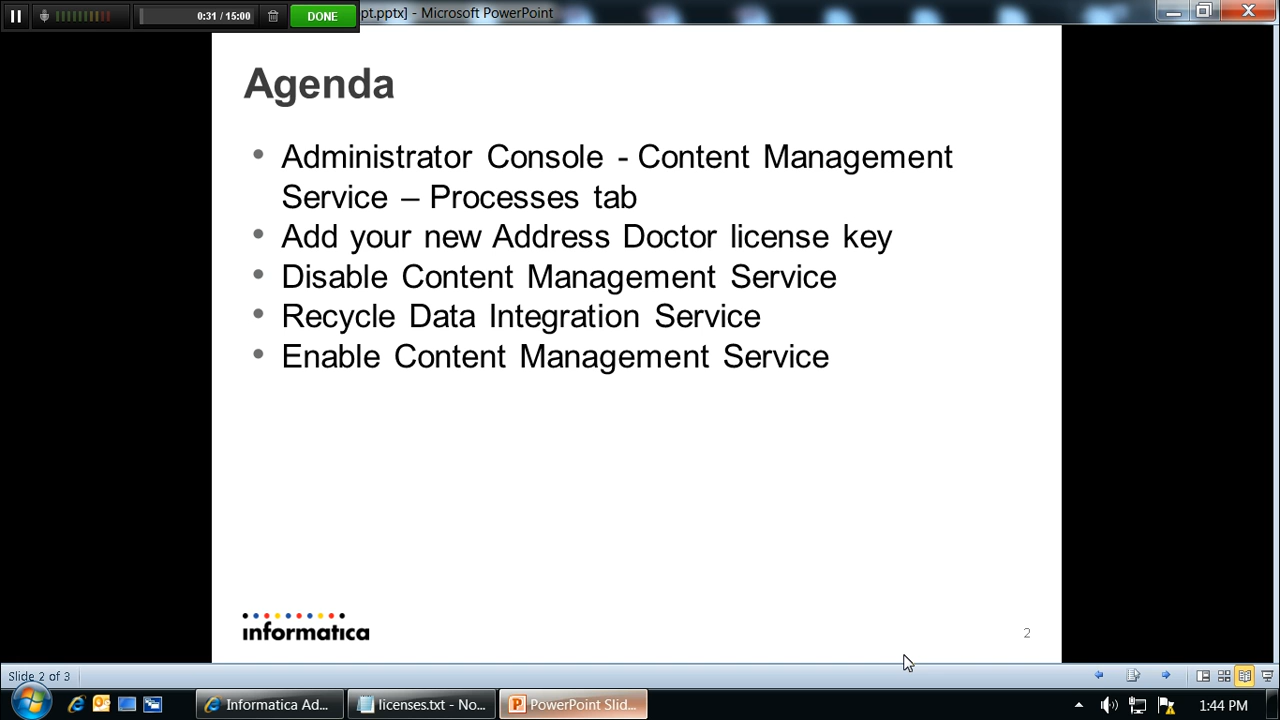 0:31 / 15:00 DONE pt.pptx] - Microsoft PowerPoint
Agenda
• Administrator Console - Content Management
Service – Processes tab
• Add your new Address Doctor license key
• Disable Content Management Service
• Recycle Data Integration Service
• Enable Content Management Service
informatica
2
Slide 2 of 3
Informatica Ad... licenses.txt - No... PowerPoint Slid... 1:44 PM